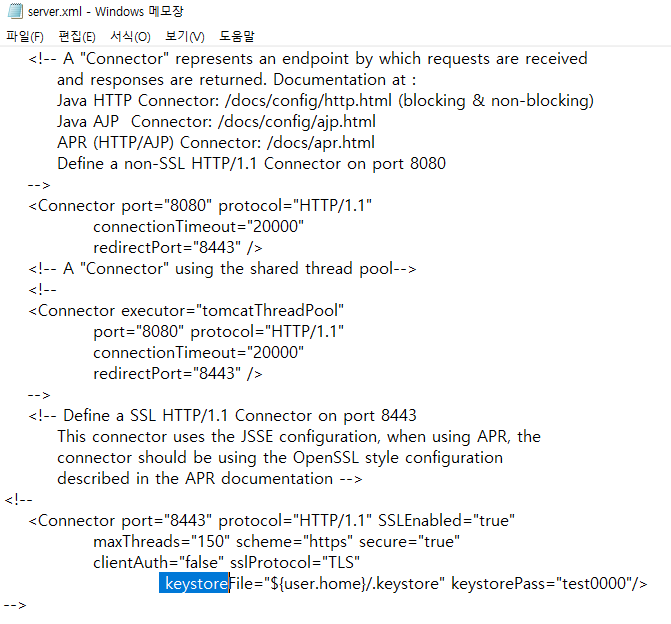 server.xml - Windows 메모장
파일(F) 편집(E) 서식(O) 보기(V) 도움말
<!-- A "Connector" represents an endpoint by which requests are received
and responses are returned. Documentation at :
Java HTTP Connector: /docs/config/http.html (blocking & non-blocking)
Java AJP  Connector: /docs/config/ajp.html
APR (HTTP/AJP) Connector: /docs/apr.html
Define a non-SSL HTTP/1.1 Connector on port 8080
-->
<Connector port="8080" protocol="HTTP/1.1"
connectionTimeout="20000"
redirectPort="8443" />
<!-- A "Connector" using the shared thread pool-->
<!--
<Connector executor="tomcatThreadPool"
port="8080" protocol="HTTP/1.1"
connectionTimeout="20000"
redirectPort="8443" />
-->
<!-- Define a SSL HTTP/1.1 Connector on port 8443
This connector uses the JSSE configuration, when using APR, the
connector should be using the OpenSSL style configuration
described in the APR documentation -->
<!--
<Connector port="8443" protocol="HTTP/1.1" SSLEnabled="true"
maxThreads="150" scheme="https" secure="true"
clientAuth="false" sslProtocol="TLS"
keystoreFile="${user.home}/.keystore" keystorePass="test0000"/>
-->